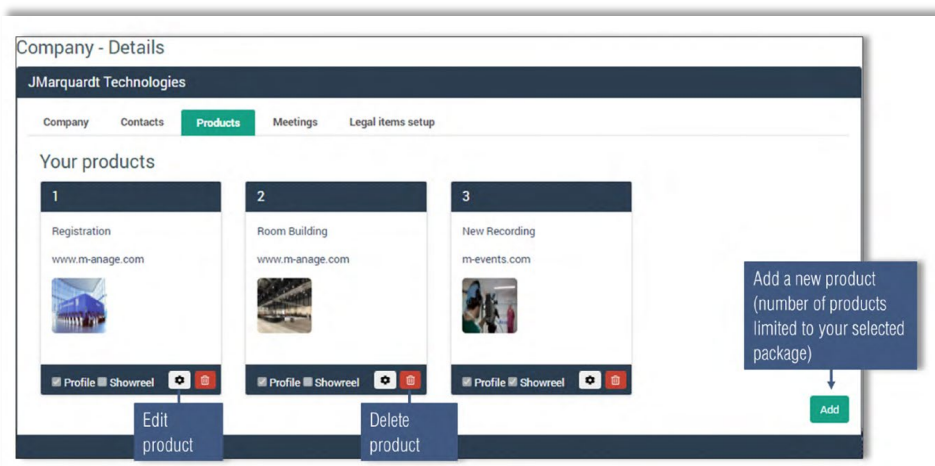 Company - Details
JMarquardt Technologies
Company Contacts Products Meetings Legal items setup
Your products
1
Registration
www.m-anage.com
Profile Showreel
2
Room Building
www.m-anage.com
Profile Showreel
3
New Recording
m-events.com
Profile Showreel
Add a new product
(number of products
limited to your selected
package)
Add
Edit
product
Delete
product